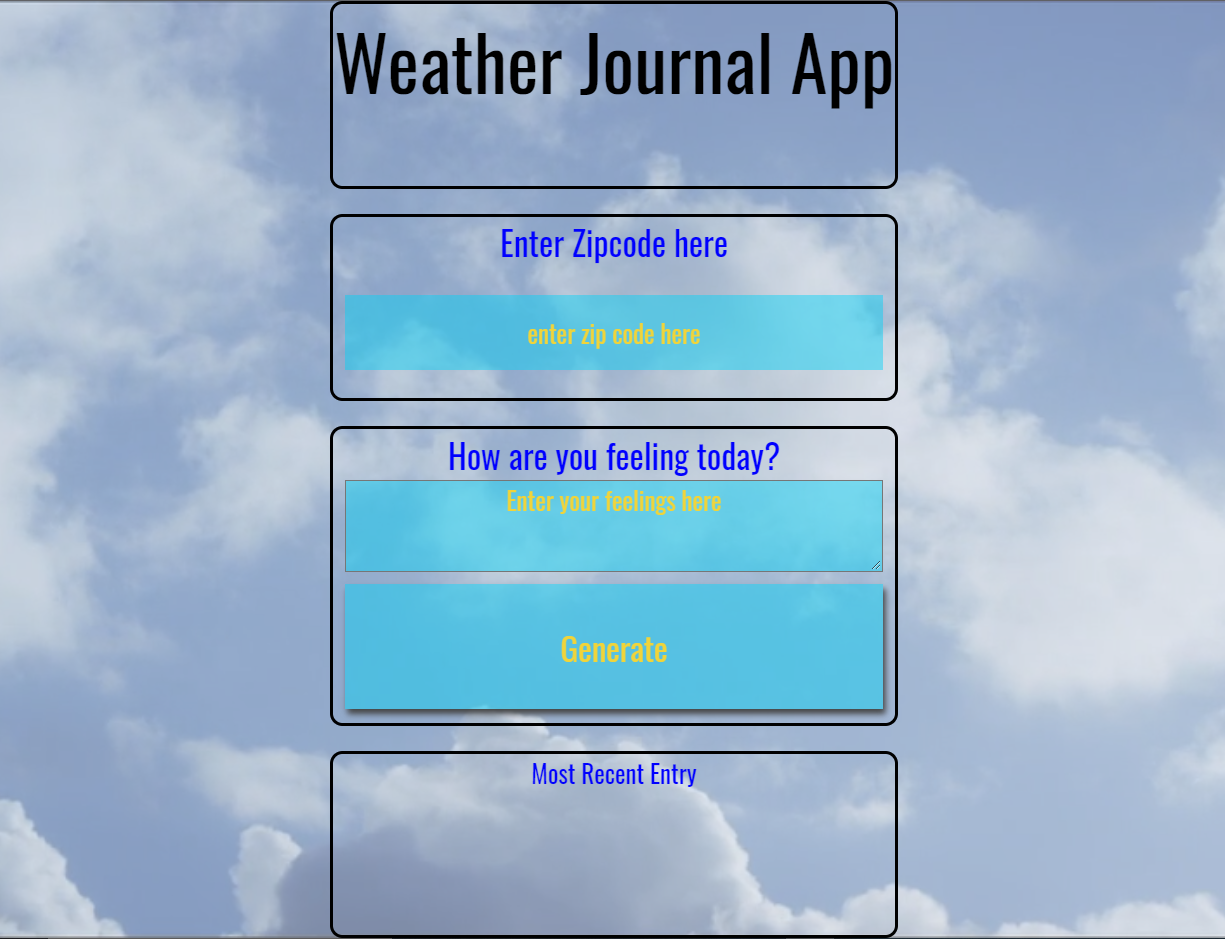 Weather Journal App
Enter Zipcode here
enter zip code here
How are you feeling today?
Enter your feelings here
Generate
Most Recent Entry